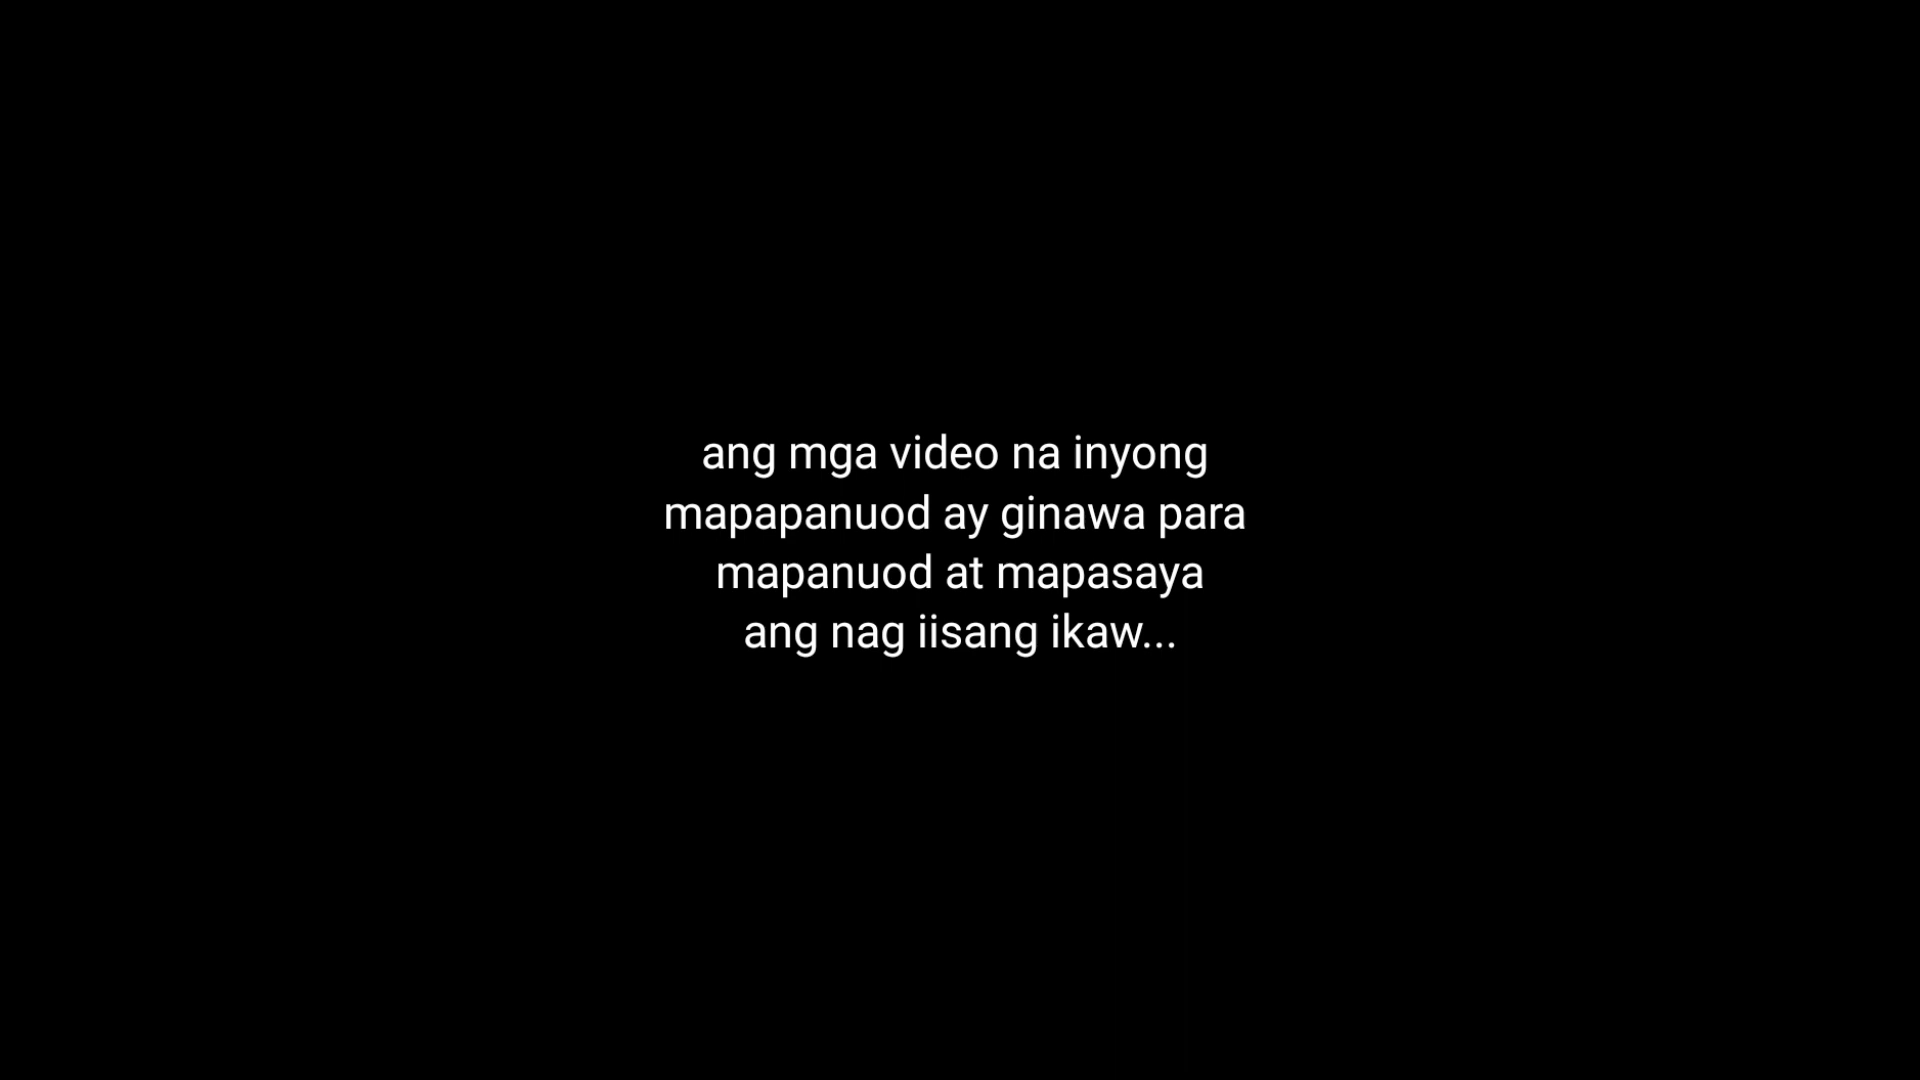 ang mga video na inyong
mapapanuod ay ginawa para
mapanuod at mapasaya
ang nag iisang ikaw...